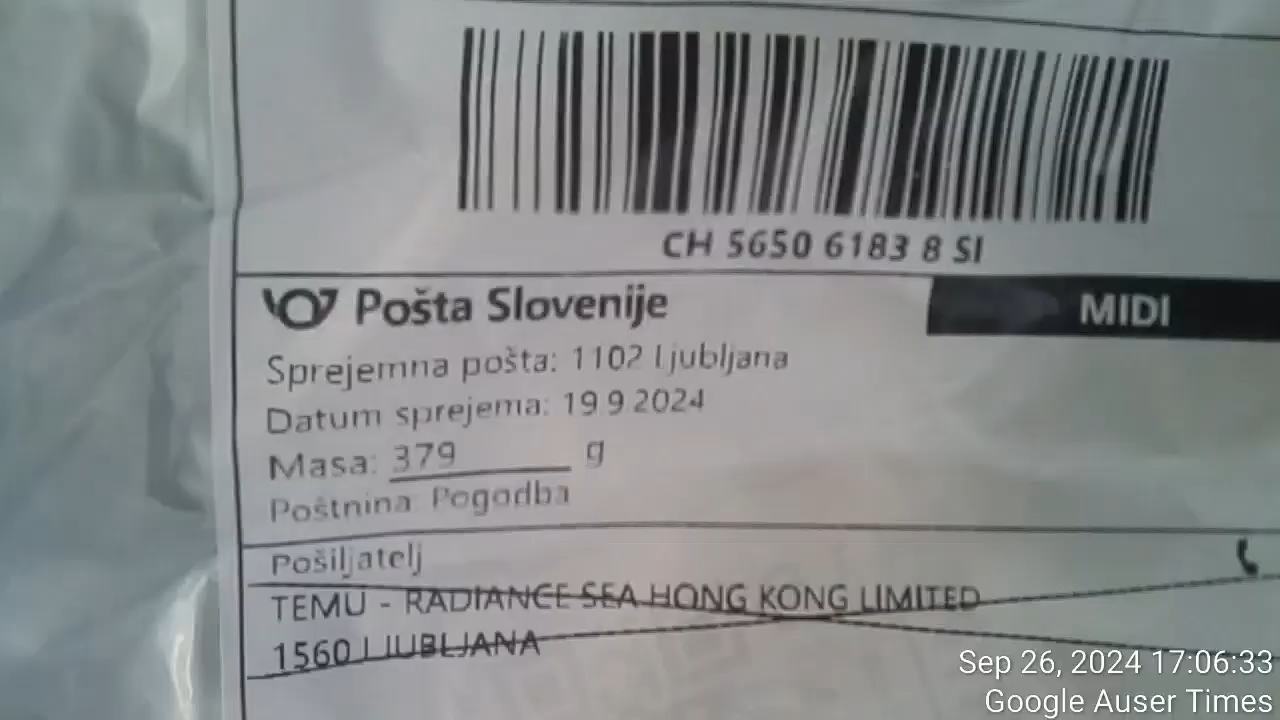 CH 5650 6183 8 SI
Pošta Slovenije
MIDI
Sprejemna pošta: 1102 Ljubljana
Datum sprejema: 19.9.2024
Masa: 379 g
Poštnina: Pogodba
Pošiljatelj
TEMU - RADIANCE SEA HONG KONG LIMITED
1560 LJUBLJANA
Sep 26, 2024 17:06:33
Google Auser Times